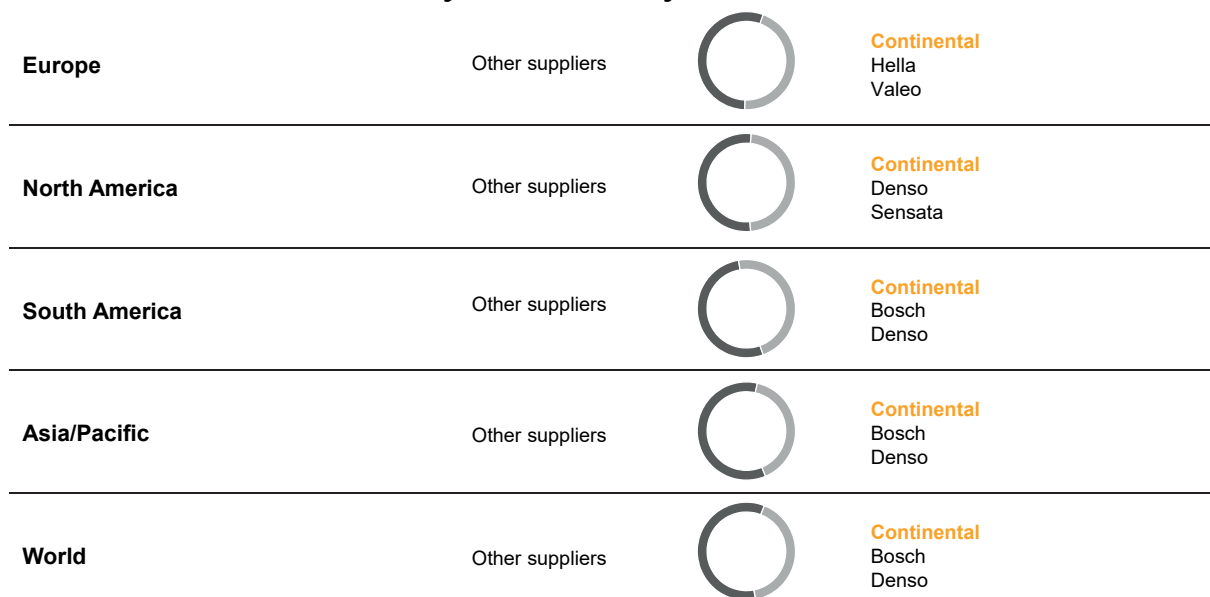 Europe
Other suppliers
Continental
Hella
Valeo
North America
Other suppliers
Continental
Denso
Sensata
South America
Other suppliers
Continental
Bosch
Denso
Asia/Pacific
Other suppliers
Continental
Bosch
Denso
World
Other suppliers
Continental
Bosch
Denso